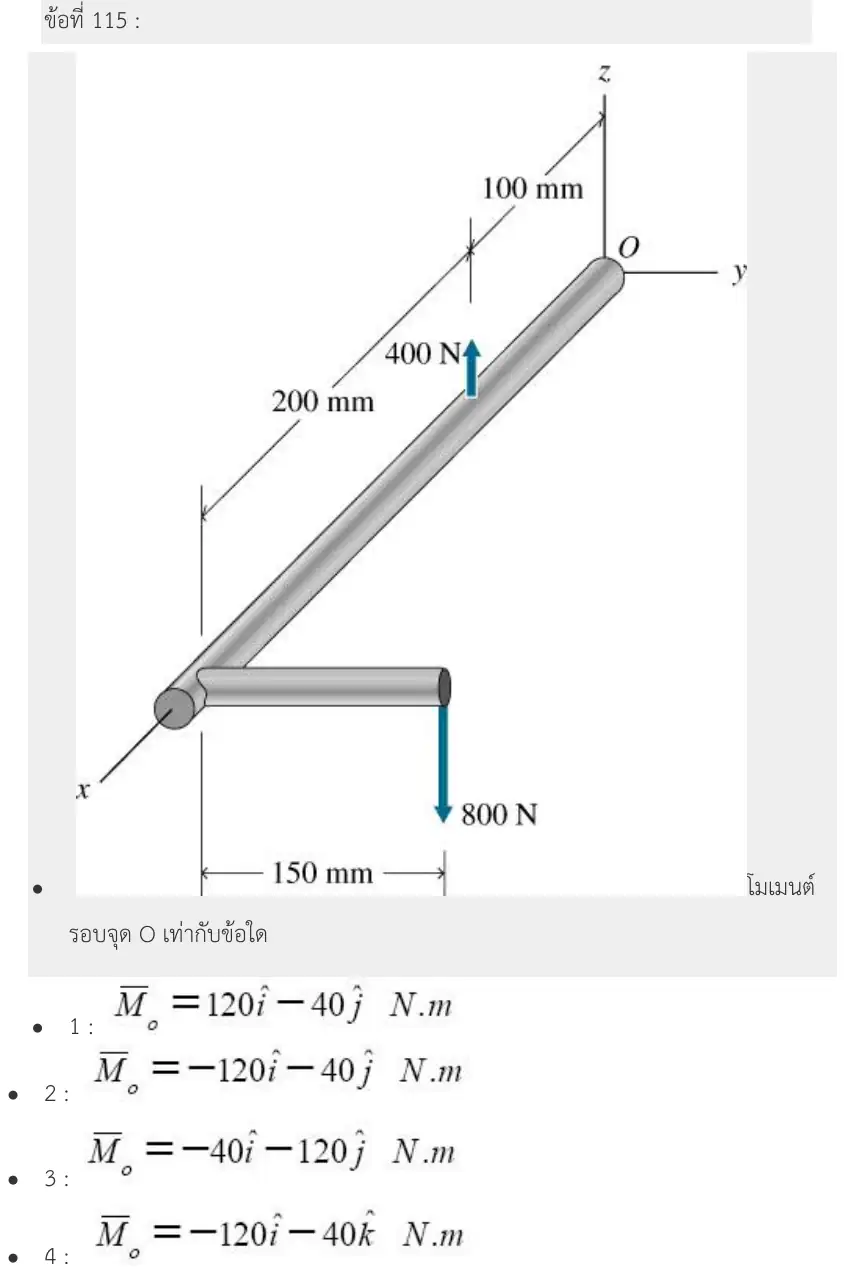 ข้อที่ 115 :
z
100 mm
O
y
400 N
200 mm
x
800 N
150 mm
โมเมนต์
รอบจุด O เท่ากับข้อใด
1 : M̅ₒ = 120î − 40ĵ N.m
2 : M̅ₒ = −120î − 40ĵ N.m
3 : M̅ₒ = −40î − 120ĵ N.m
4 : M̅ₒ = −120î − 40k̂ N.m